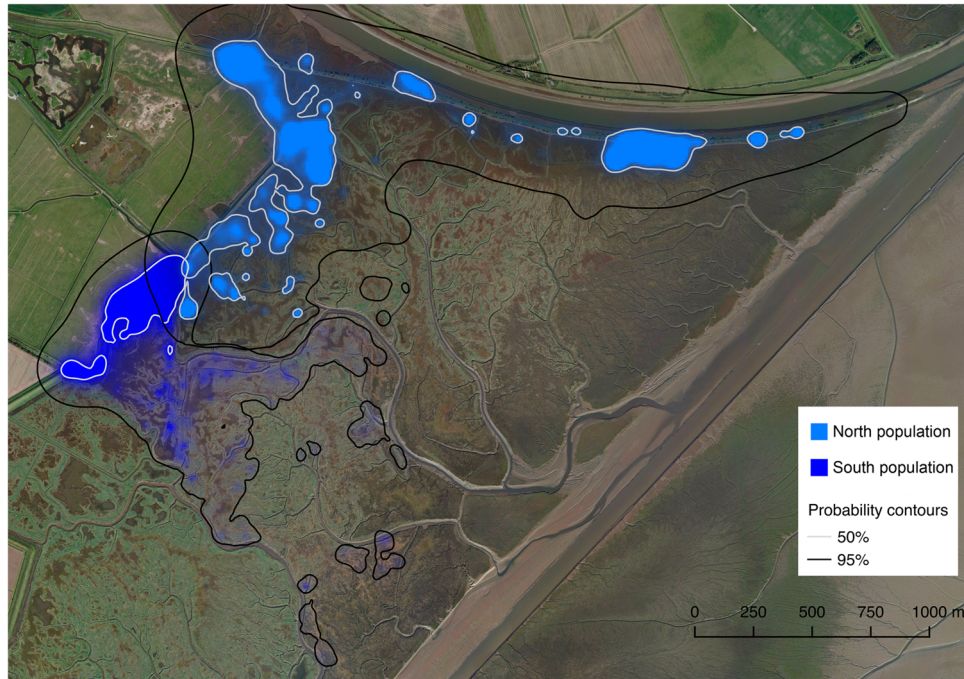 North population
South population
Probability contours
50%
95%
0 250 500 750 1000 m